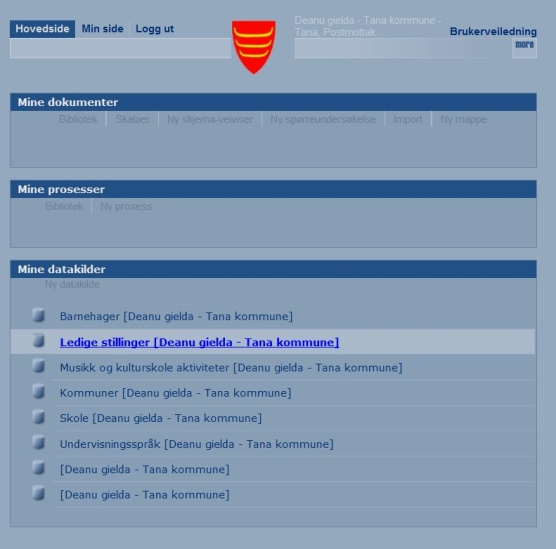 Hovedside Min side Logg ut
Deanu gielda - Tana kommune -
Tana, Postmottak
Brukerveiledning
more
Mine dokumenter
Bibliotek Skalaer Ny skjema-veiviser Ny spørreundersøkelse Import Ny mappe
Mine prosesser
Bibliotek Ny prosess
Mine datakilder
Ny datakilde
Barnehager [Deanu gielda - Tana kommune]
Ledige stillinger [Deanu gielda - Tana kommune]
Musikk og kulturskole aktiviteter [Deanu gielda - Tana kommune]
Kommuner [Deanu gielda - Tana kommune]
Skole [Deanu gielda - Tana kommune]
Undervisningsspråk [Deanu gielda - Tana kommune]
[Deanu gielda - Tana kommune]
[Deanu gielda - Tana kommune]